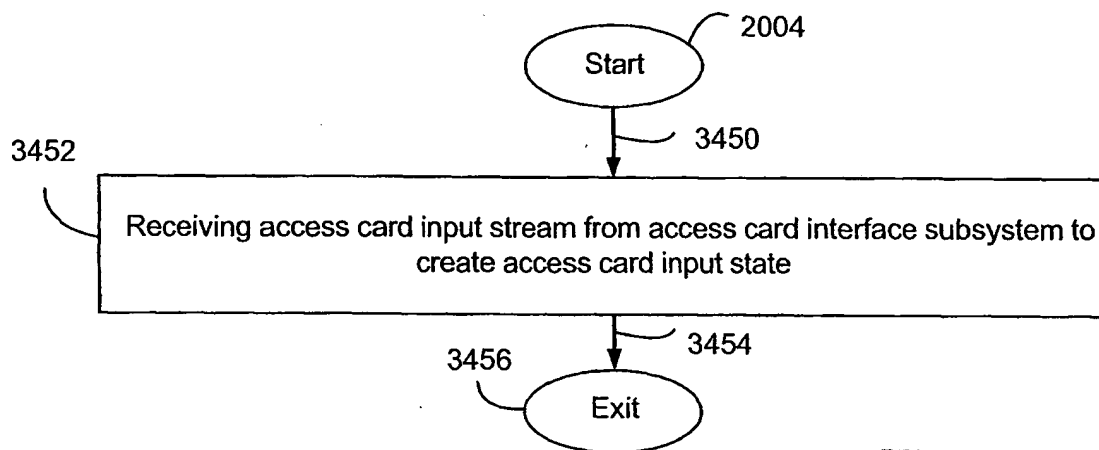 2004
Start
3450
3452
Receiving access card input stream from access card interface subsystem to
create access card input state
3454
3456
Exit